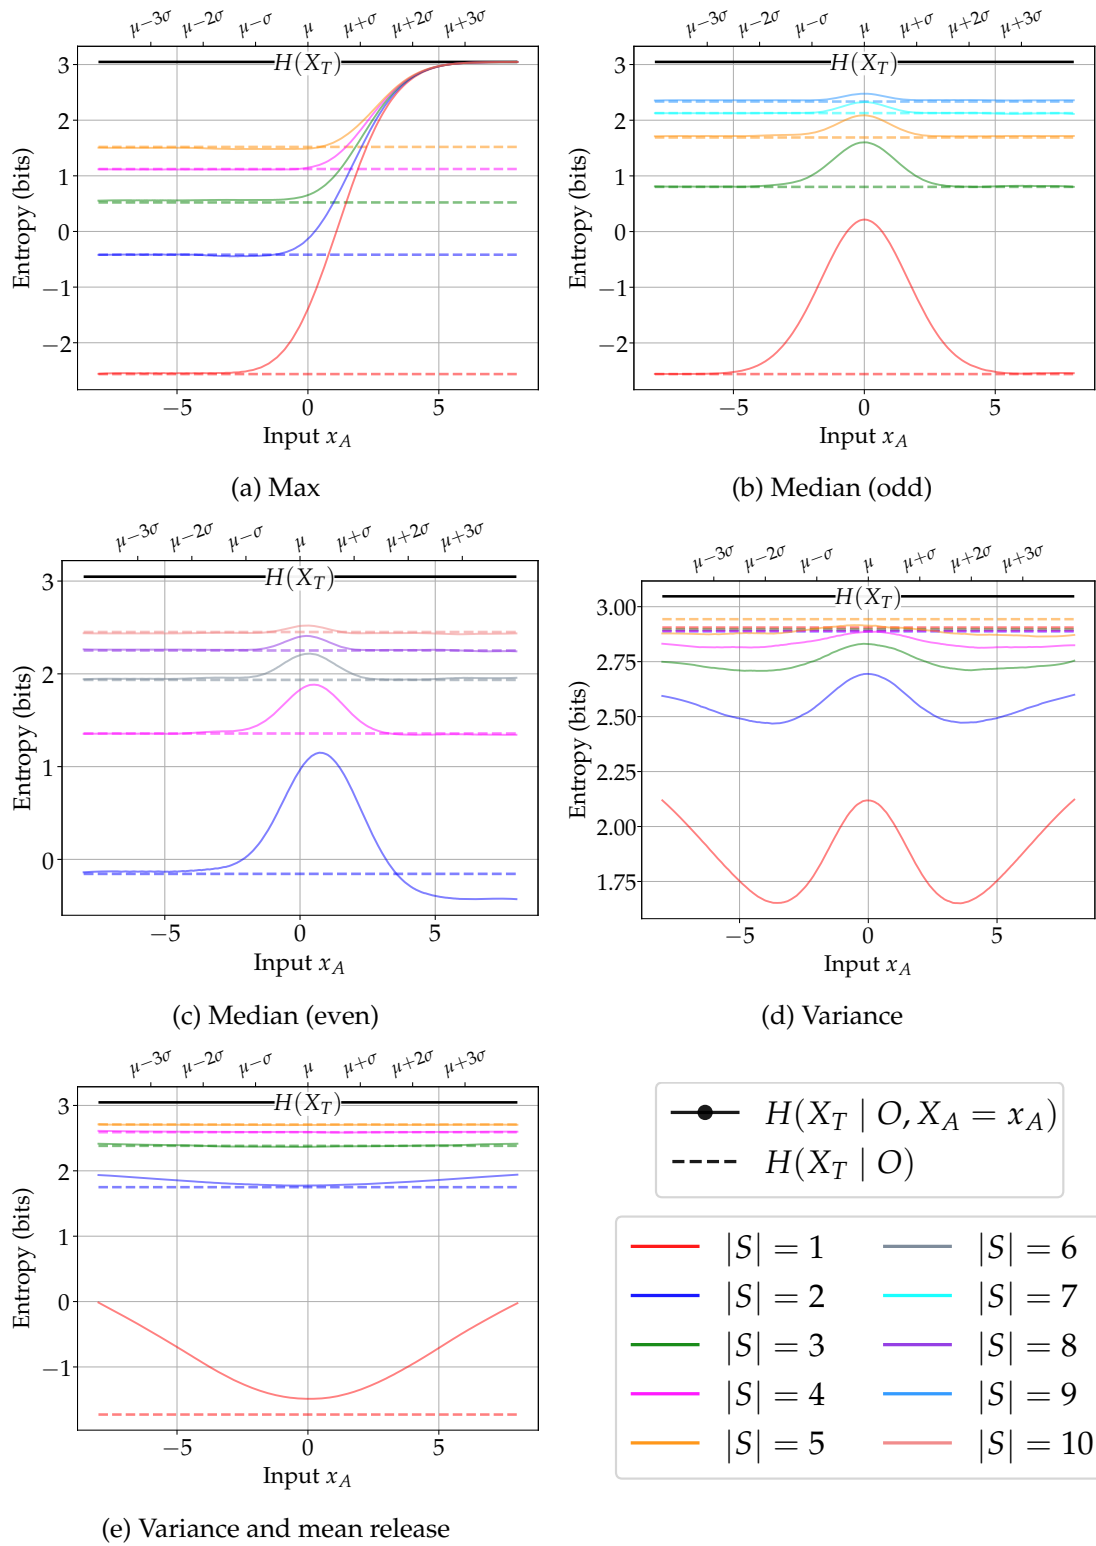 μ−3σ μ−2σ μ−σ μ μ+σ μ+2σ μ+3σ
H(X_T)
3
2
1
0
−1
−2
Entropy (bits)
−5 0 5
Input x_A
(a) Max
μ−3σ μ−2σ μ−σ μ μ+σ μ+2σ μ+3σ
H(X_T)
3
2
1
0
−1
−2
Entropy (bits)
−5 0 5
Input x_A
(b) Median (odd)
μ−3σ μ−2σ μ−σ μ μ+σ μ+2σ μ+3σ
H(X_T)
3
2
1
0
Entropy (bits)
−5 0 5
Input x_A
(c) Median (even)
μ−3σ μ−2σ μ−σ μ μ+σ μ+2σ μ+3σ
H(X_T)
3.00
2.75
2.50
2.25
2.00
1.75
Entropy (bits)
−5 0 5
Input x_A
(d) Variance
μ−3σ μ−2σ μ−σ μ μ+σ μ+2σ μ+3σ
H(X_T)
3
2
1
0
−1
Entropy (bits)
−5 0 5
Input x_A
(e) Variance and mean release
H(X_T | O, X_A = x_A)
H(X_T | O)
|S| = 1 |S| = 6
|S| = 2 |S| = 7
|S| = 3 |S| = 8
|S| = 4 |S| = 9
|S| = 5 |S| = 10